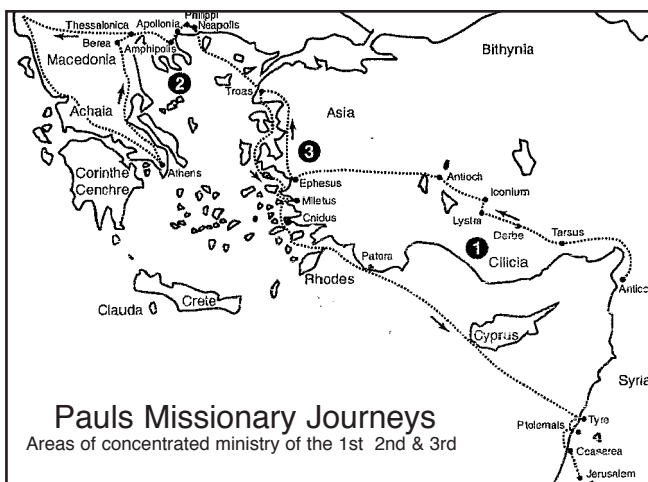 Philippi
Thessalonica Apollonia Neapolis
Berea Amphipolis
Macedonia
Bithynia
2
Troas
Asia
Achaia
3
Athens
Corinthe
Cenchre
Ephesus
Antioch
Iconium
Miletus
Lystra
Cnidus
Derbe
Tarsus
1
Cilicia
Patara
Rhodes
Antioc
Crete
Clauda
Cyprus
Syria
Tyre
Ptolemais
4
Ceaserea
Jerusalem
Pauls Missionary Journeys
Areas of concentrated ministry of the 1st 2nd & 3rd